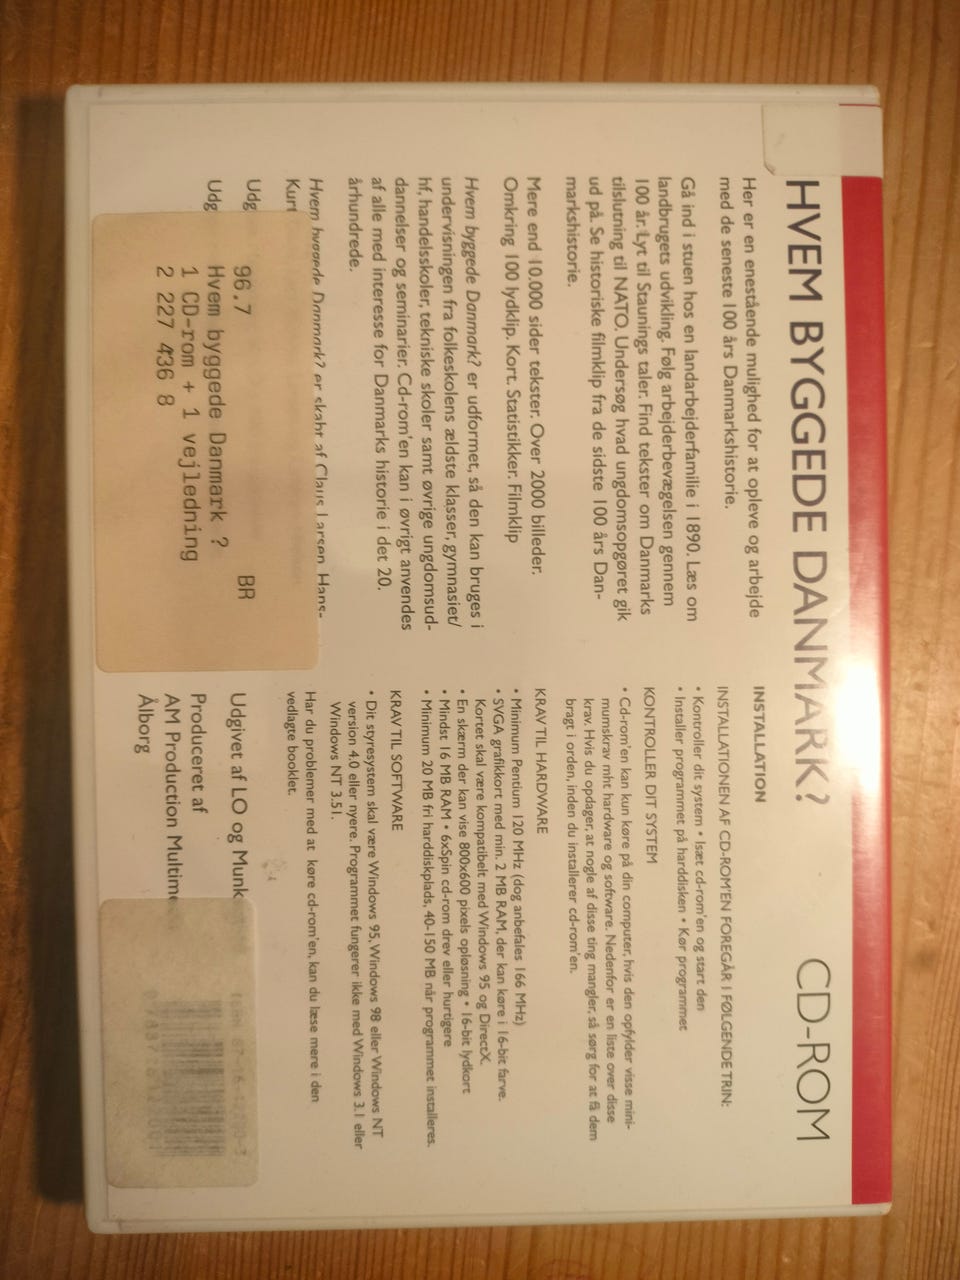 HVEM BYGGEDE DANMARK? CD-ROM
Her er en enestående mulighed for at opleve og arbejde
med de seneste 100 års Danmarkshistorie.
Gå ind i stuen hos en landarbejderfamilie i 1890. Læs om
landbrugets udvikling. Følg arbejderbevægelsen gennem
100 år. Lyt til Staunings taler. Find tekster om Danmarks
tilslutning til NATO. Undersøg hvad ungdomsopgøret gik
ud på. Se historiske filmklip fra de sidste 100 års Dan-
markshistorie.
Mere end 10.000 sider tekster. Over 2000 billeder.
Omkring 100 lydklip. Kort. Statistikker. Filmklip
Hvem byggede Danmark? er udformet, så den kan bruges i
undervisningen fra folkeskolens ældste klasser, gymnasiet/
hf, handelsskoler, tekniske skoler samt øvrige ungdomsud-
dannelser og seminarier. Cd-rom'en kan i øvrigt anvendes
af alle med interesse for Danmarks historie i det 20.
århundrede.
Hvem byggede Danmark? er skabt af Claus Larsen, Hans-
Kurt
Udg
Udg
96.7 BR
Hvem byggede Danmark ?
1 CD-rom + 1 vejledning
2 227 436 8
INSTALLATION
INSTALLATIONEN AF CD-ROM'EN FOREGÅR I FØLGENDE TRIN:
• Kontroller dit system • Isæt cd-rom'en og start den
• Installer programmet på harddisken • Kør programmet
KONTROLLER DIT SYSTEM
• Cd-rom'en kan kun køre på din computer, hvis den opfylder visse mini-
mumskrav mht hardware og software. Nedenfor er en liste over disse
krav. Hvis du opdager, at nogle af disse ting mangler, så sørg for at få dem
bragt i orden, inden du installerer cd-rom'en.
KRAV TIL HARDWARE
• Minimum Pentium 120 MHz (dog anbefales 166 MHz)
• SVGA grafikkort med min. 2 MB RAM, der kan køre i 16-bit farve.
Kortet skal være kompatibelt med Windows 95 og DirectX.
• En skærm der kan vise 800x600 pixels opløsning • 16-bit lydkort
• Mindst 16 MB RAM • 6xSpin cd-rom drev eller hurtigere
• Minimum 20 MB fri harddiskplads, 40-150 MB når programmet installeres.
KRAV TIL SOFTWARE
• Dit styresystem skal være Windows 95, Windows 98 eller Windows NT
version 4.0 eller nyere. Programmet fungerer ikke med Windows 3.1 eller
Windows NT 3.51.
Har du problemer med at køre cd-rom'en, kan du læse mere i den
vedlagte booklet.
Udgivet af LO og Munk
Produceret af
AM Production Multime
Ålborg